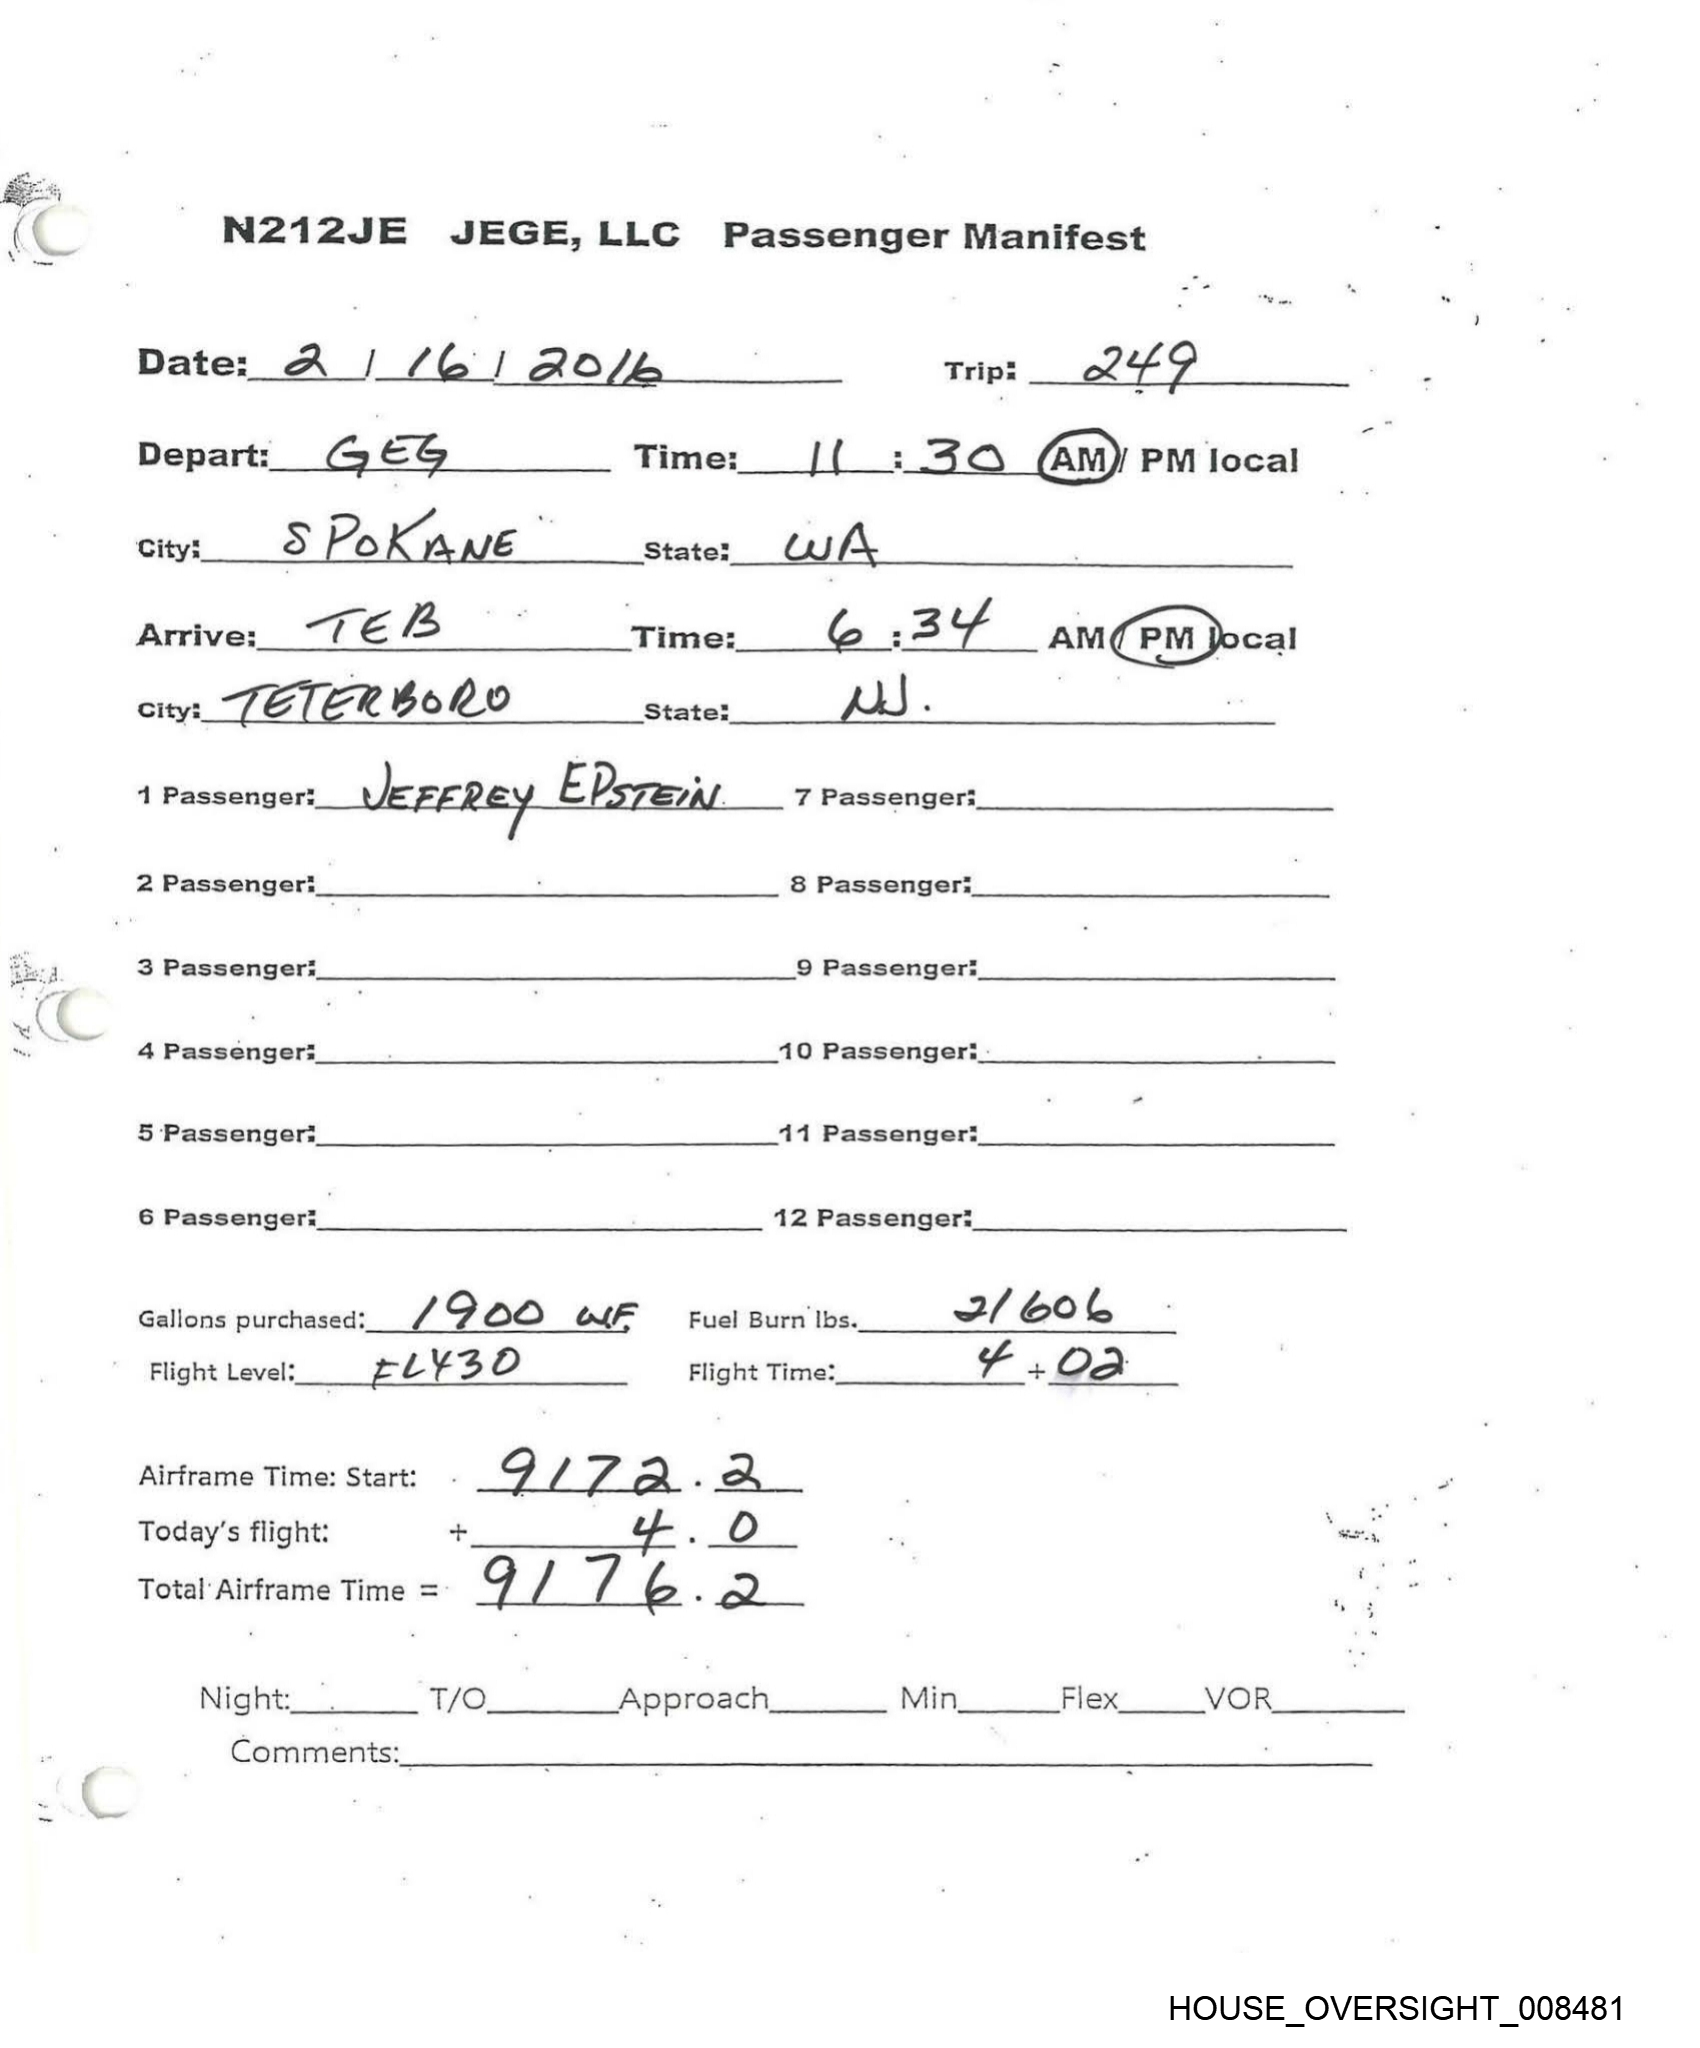 N212JE JEGE, LLC Passenger Manifest
Date: 2 / 16 / 2016 Trip: 249
Depart: GEG Time: 11 : 30 AM / PM local
City: SPOKANE State: WA
Arrive: TEB Time: 6 : 34 AM / PM local
City: TETERBORO State: NJ.
1 Passenger: JEFFREY EPSTEIN 7 Passenger:
2 Passenger: 8 Passenger:
3 Passenger: 9 Passenger:
4 Passenger: 10 Passenger:
5 Passenger: 11 Passenger:
6 Passenger: 12 Passenger:
Gallons purchased: 1900 W.F. Fuel Burn lbs. 21606
Flight Level: FL430 Flight Time: 4 + 02
Airframe Time: Start: 9172.2
Today's flight: + 4.0
Total Airframe Time = 9176.2
Night: T/O Approach Min Flex VOR
Comments:
HOUSE_OVERSIGHT_008481